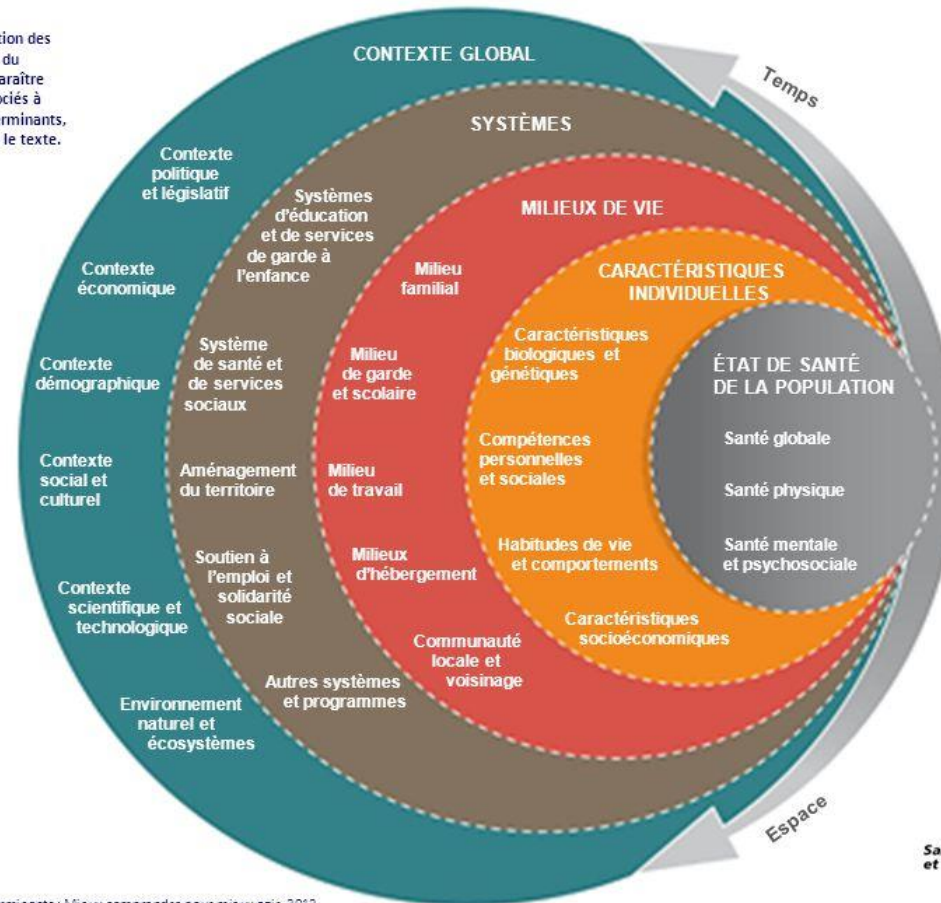 tion des
du
araître
ciés à
erminants,
le texte.
CONTEXTE GLOBAL
Contexte
politique
et législatif
Contexte
économique
Contexte
démographique
Contexte
social et
culturel
Contexte
scientifique et
technologique
Environnement
naturel et
écosystèmes
SYSTÈMES
Systèmes
d'éducation
et de services
de garde à
l'enfance
Système
de santé et
de services
sociaux
Aménagement
du territoire
Soutien à
l'emploi et
solidarité
sociale
Autres systèmes
et programmes
MILIEUX DE VIE
Milieu
familial
Milieu
de garde
et scolaire
Milieu
de travail
Milieux
d'hébergement
Communauté
locale et
voisinage
CARACTÉRISTIQUES
INDIVIDUELLES
Caractéristiques
biologiques et
génétiques
Compétences
personnelles
et sociales
Habitudes de vie
et comportements
Caractéristiques
socioéconomiques
ÉTAT DE SANTÉ
DE LA POPULATION
Santé globale
Santé physique
Santé mentale
et psychosociale
Temps
Espace
Sa
et